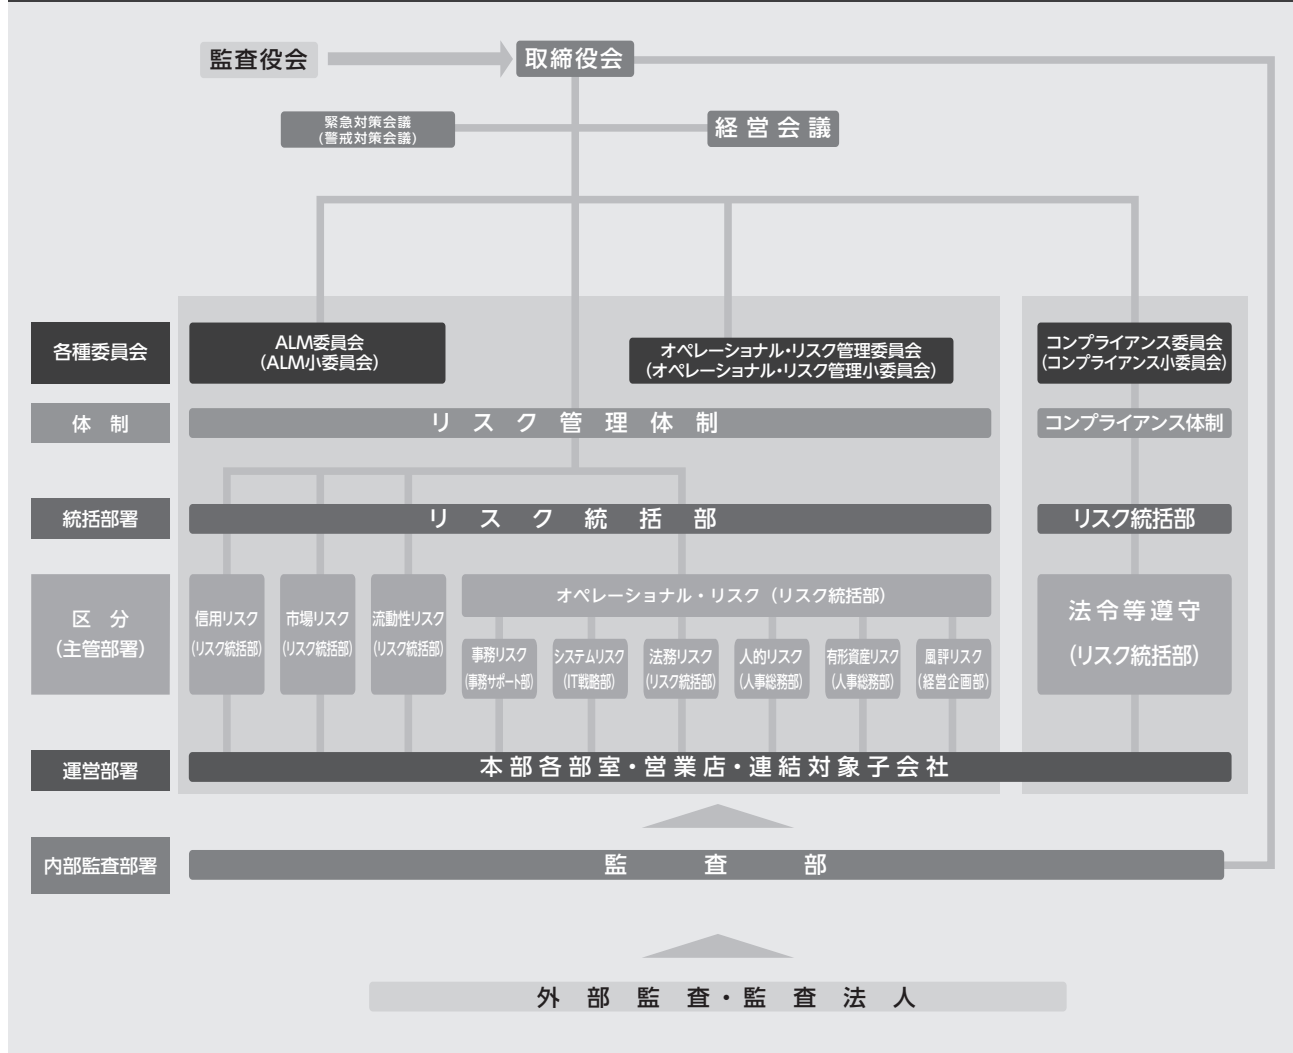 監査役会
取締役会
緊急対策会議
(警戒対策会議)
経営会議
各種委員会
ALM委員会
(ALM小委員会)
オペレーショナル・リスク管理委員会
(オペレーショナル・リスク管理小委員会)
コンプライアンス委員会
(コンプライアンス小委員会)
体制
リスク管理体制
コンプライアンス体制
統括部署
リスク統括部
リスク統括部
区分
(主管部署)
信用リスク
(リスク統括部)
市場リスク
(リスク統括部)
流動性リスク
(リスク統括部)
オペレーショナル・リスク(リスク統括部)
事務リスク
(事務サポート部)
システムリスク
(IT戦略部)
法務リスク
(リスク統括部)
人的リスク
(人事総務部)
有形資産リスク
(人事総務部)
風評リスク
(経営企画部)
法令等遵守
(リスク統括部)
運営部署
本部各部室・営業店・連結対象子会社
内部監査部署
監査部
外部監査・監査法人